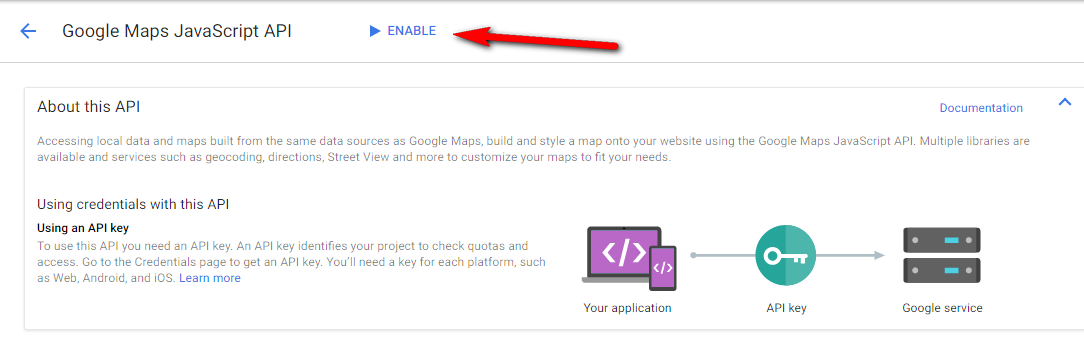 Google Maps JavaScript API
ENABLE
About this API
Documentation
Accessing local data and maps built from the same data sources as Google Maps, build and style a map onto your website using the Google Maps JavaScript API. Multiple libraries are
available and services such as geocoding, directions, Street View and more to customize your maps to fit your needs.
Using credentials with this API
Using an API key
To use this API you need an API key. An API key identifies your project to check quotas and
access. Go to the Credentials page to get an API key. You'll need a key for each platform, such
as Web, Android, and iOS. Learn more
</>
</>
Your application
API key
Google service